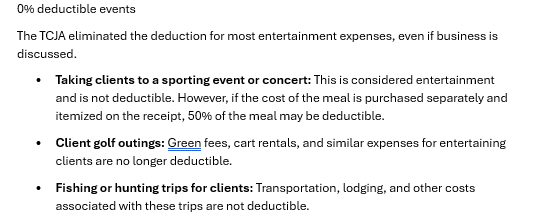 0% deductible events
The TCJA eliminated the deduction for most entertainment expenses, even if business is
discussed.
• Taking clients to a sporting event or concert: This is considered entertainment
and is not deductible. However, if the cost of the meal is purchased separately and
itemized on the receipt, 50% of the meal may be deductible.
• Client golf outings: Green fees, cart rentals, and similar expenses for entertaining
clients are no longer deductible.
• Fishing or hunting trips for clients: Transportation, lodging, and other costs
associated with these trips are not deductible.